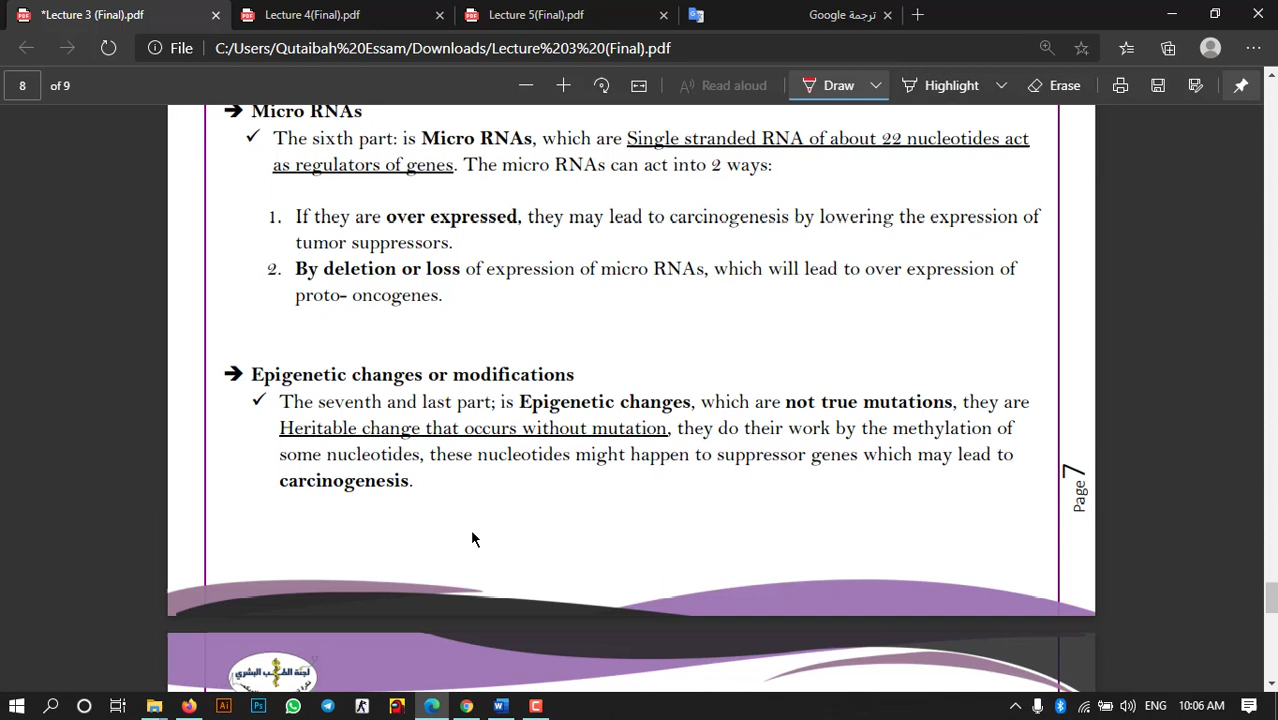 *Lecture 3 (Final).pdf
Lecture 4(Final).pdf
Lecture 5(Final).pdf
ترجمة Google
File
C:/Users/Qutaibah%20Essam/Downloads/Lecture%203%20(Final).pdf
8 of 9
Read aloud
Draw
Highlight
Erase
➔ Micro RNAs
✓ The sixth part: is Micro RNAs, which are Single stranded RNA of about 22 nucleotides act
as regulators of genes. The micro RNAs can act into 2 ways:
1. If they are over expressed, they may lead to carcinogenesis by lowering the expression of
tumor suppressors.
2. By deletion or loss of expression of micro RNAs, which will lead to over expression of
proto- oncogenes.
➔ Epigenetic changes or modifications
✓ The seventh and last part; is Epigenetic changes, which are not true mutations, they are
Heritable change that occurs without mutation, they do their work by the methylation of
some nucleotides, these nucleotides might happen to suppressor genes which may lead to
carcinogenesis.
Page 7
لجنة الطب البشري
ENG
10:06 AM